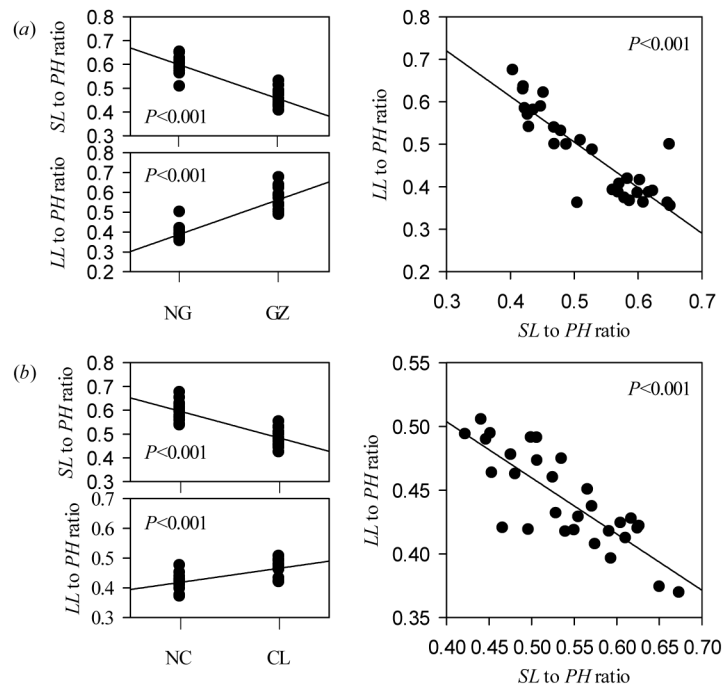 (a)
SL to PH ratio
0.8
0.7
0.6
0.5
0.4
0.3
P<0.001
LL to PH ratio
0.8
0.7
0.6
0.5
0.4
0.3
0.2
P<0.001
NG GZ
LL to PH ratio
0.8
0.7
0.6
0.5
0.4
0.3
0.2
P<0.001
0.3 0.4 0.5 0.6 0.7
SL to PH ratio
(b)
SL to PH ratio
0.8
0.7
0.6
0.5
0.4
0.3
P<0.001
LL to PH ratio
0.7
0.6
0.5
0.4
0.3
P<0.001
NC CL
LL to PH ratio
0.55
0.50
0.45
0.40
0.35
P<0.001
0.40 0.45 0.50 0.55 0.60 0.65 0.70
SL to PH ratio